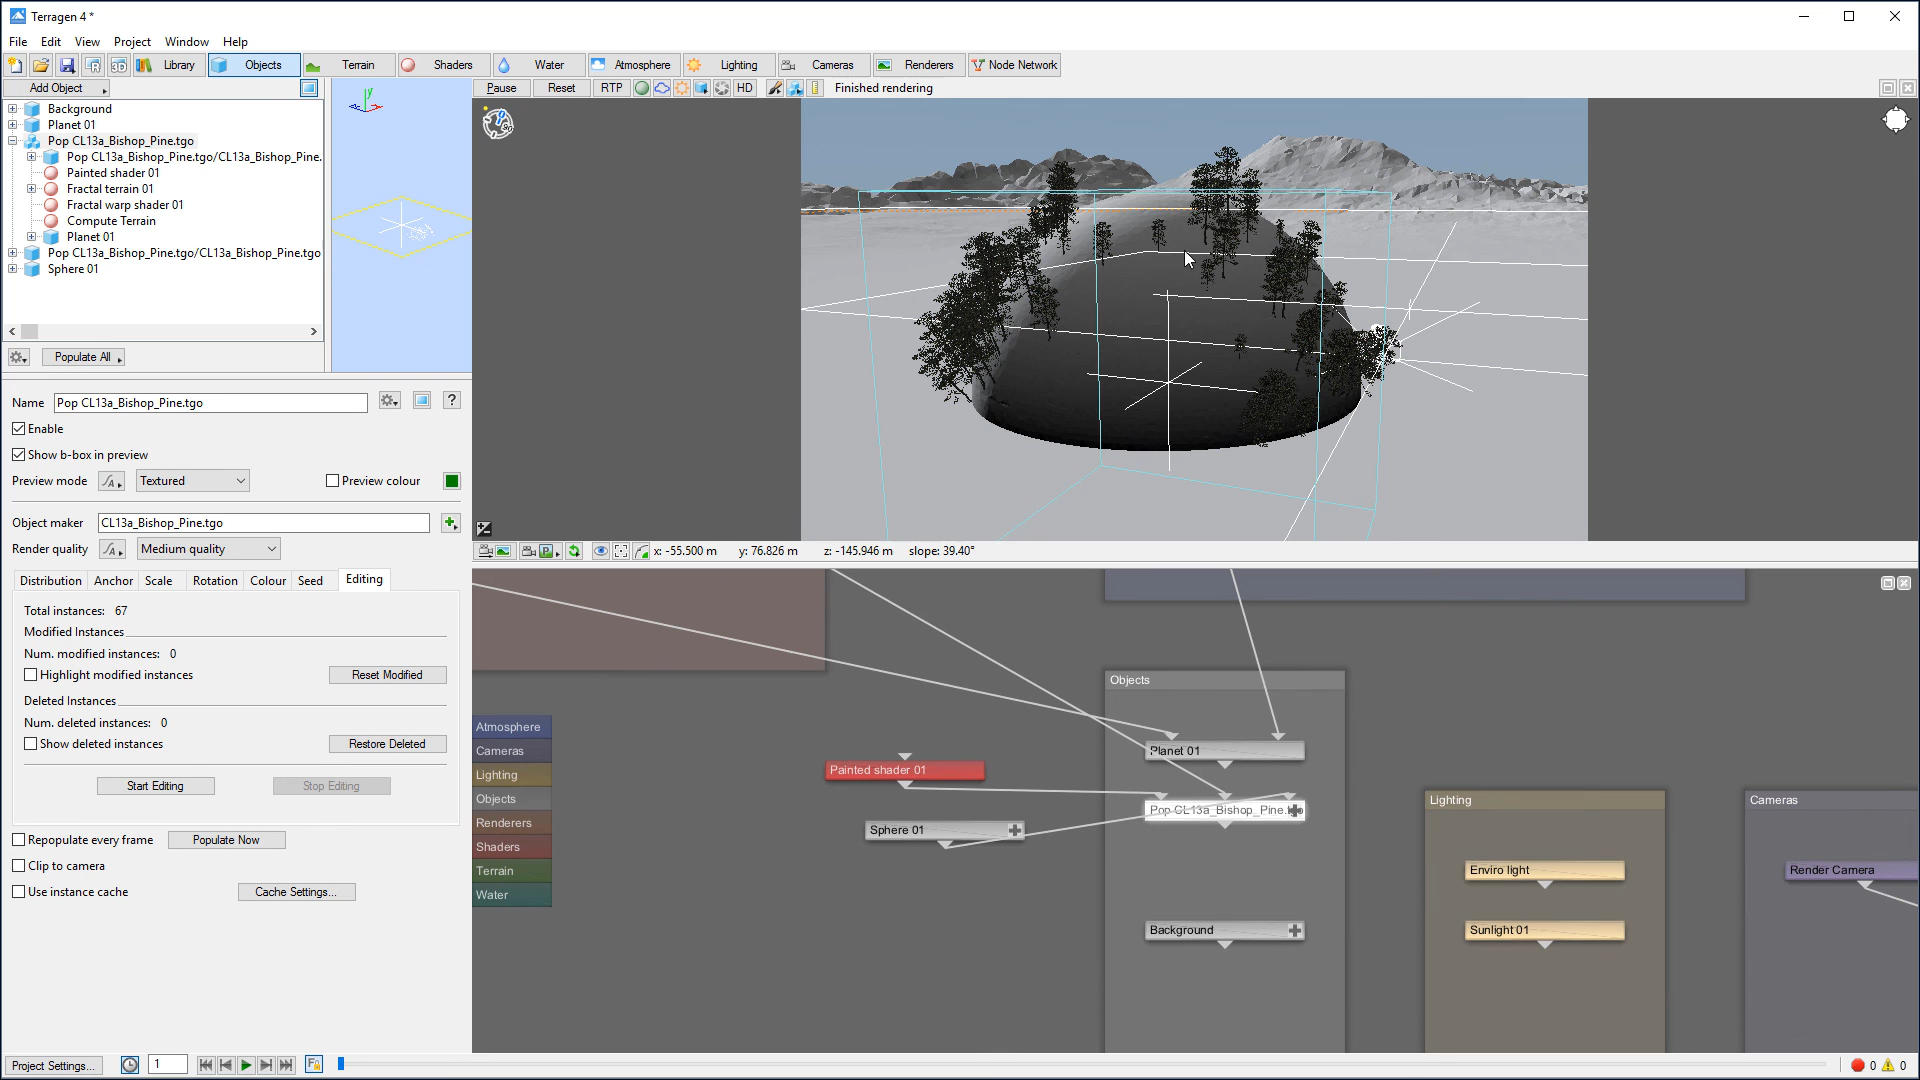 Terragen 4 *
File Edit View Project Window Help
Library Objects Terrain Shaders Water Atmosphere Lighting Cameras Renderers Node Network
Add Object
Pause Reset RTP HD Finished rendering
Background
Planet 01
Pop CL13a_Bishop_Pine.tgo
Pop CL13a_Bishop_Pine.tgo/CL13a_Bishop_Pine.
Painted shader 01
Fractal terrain 01
Fractal warp shader 01
Compute Terrain
Planet 01
Pop CL13a_Bishop_Pine.tgo/CL13a_Bishop_Pine.tgo
Sphere 01
Populate All
y
Name Pop CL13a_Bishop_Pine.tgo ?
Enable
Show b-box in preview
Preview mode Textured Preview colour
Object maker CL13a_Bishop_Pine.tgo
Render quality Medium quality
Distribution Anchor Scale Rotation Colour Seed Editing
Total instances: 67
Modified Instances
Num. modified instances: 0
Highlight modified instances Reset Modified
Deleted Instances
Num. deleted instances: 0
Show deleted instances Restore Deleted
Start Editing Stop Editing
Repopulate every frame Populate Now
Clip to camera
Use instance cache Cache Settings...
x: -55.500 m y: 76.826 m z: -145.946 m slope: 39.40°
Atmosphere
Cameras
Lighting
Objects
Renderers
Shaders
Terrain
Water
Painted shader 01
Sphere 01
Objects
Planet 01
Pop CL13a_Bishop_Pine.tgo
Background
Lighting
Enviro light
Sunlight 01
Cameras
Render Camera
Project Settings... 1 0 0